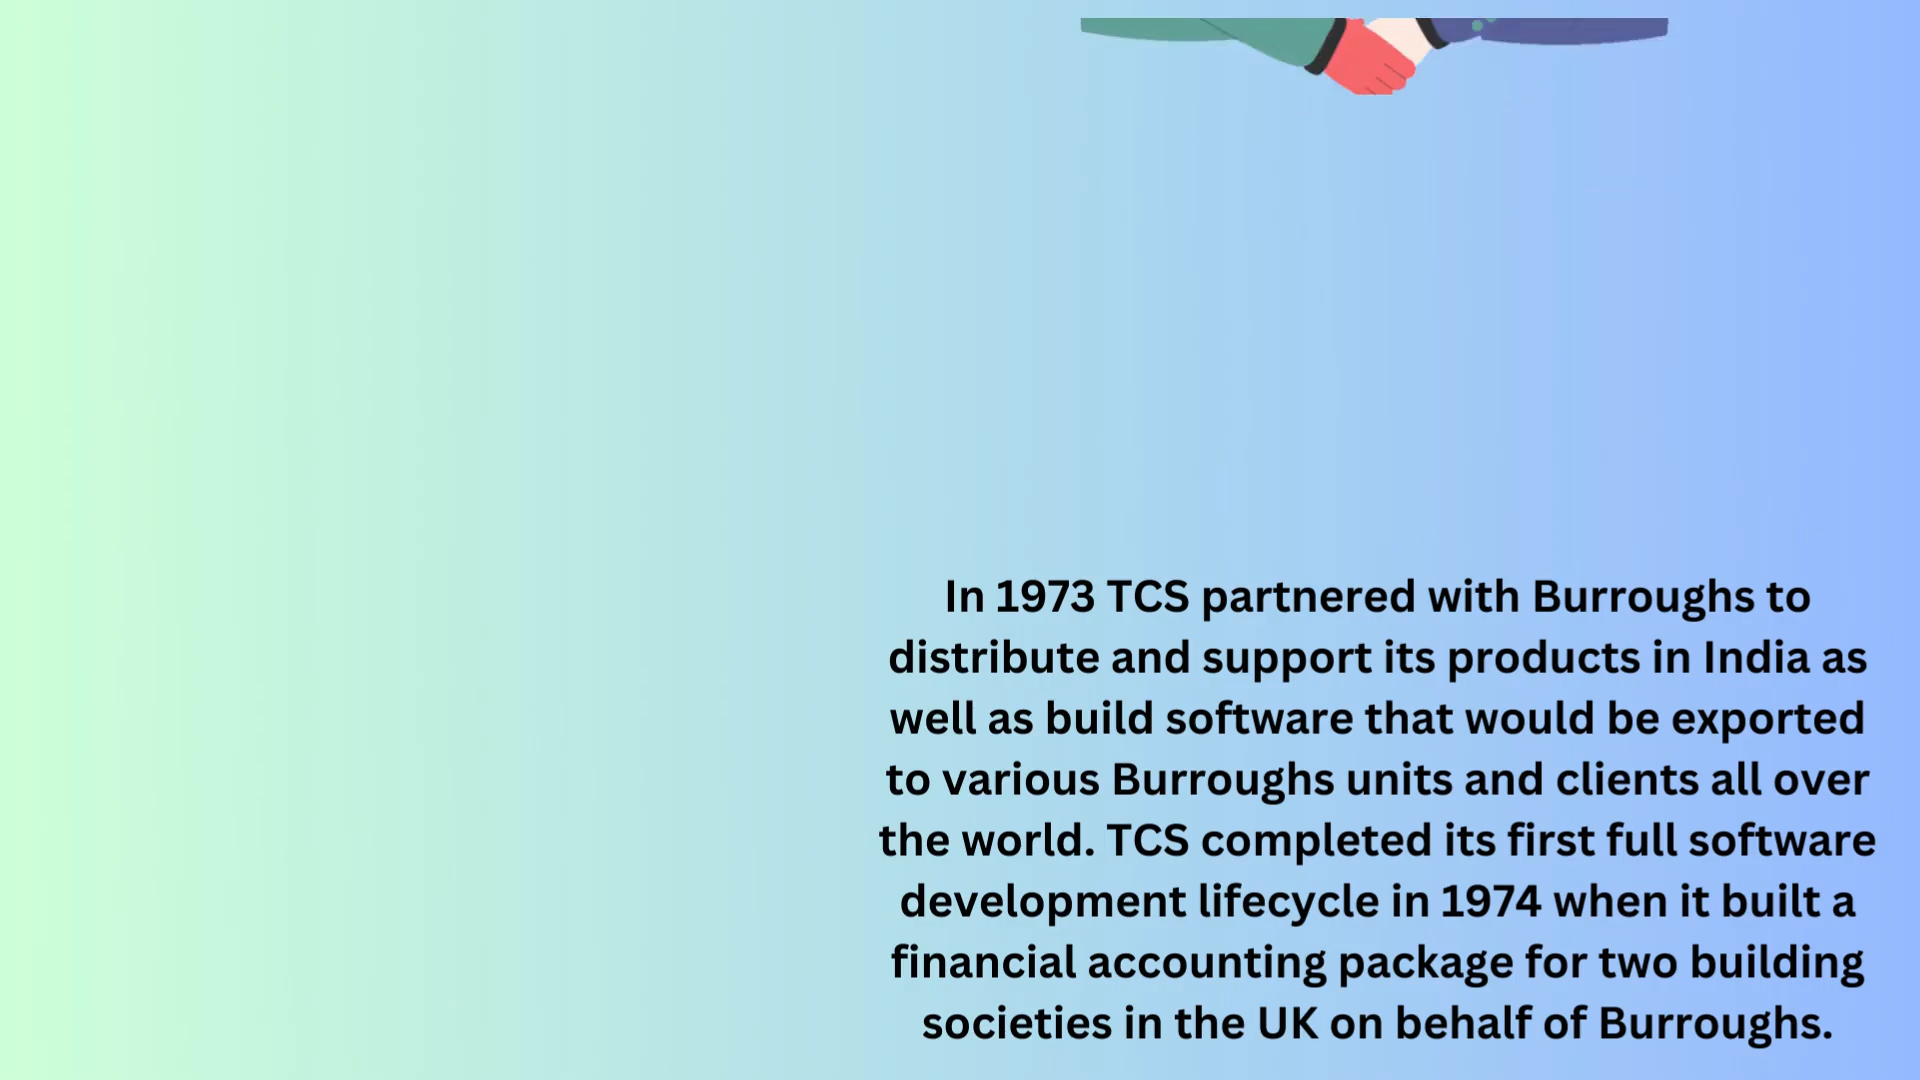 In 1973 TCS partnered with Burroughs to
distribute and support its products in India as
well as build software that would be exported
to various Burroughs units and clients all over
the world. TCS completed its first full software
development lifecycle in 1974 when it built a
financial accounting package for two building
societies in the UK on behalf of Burroughs.